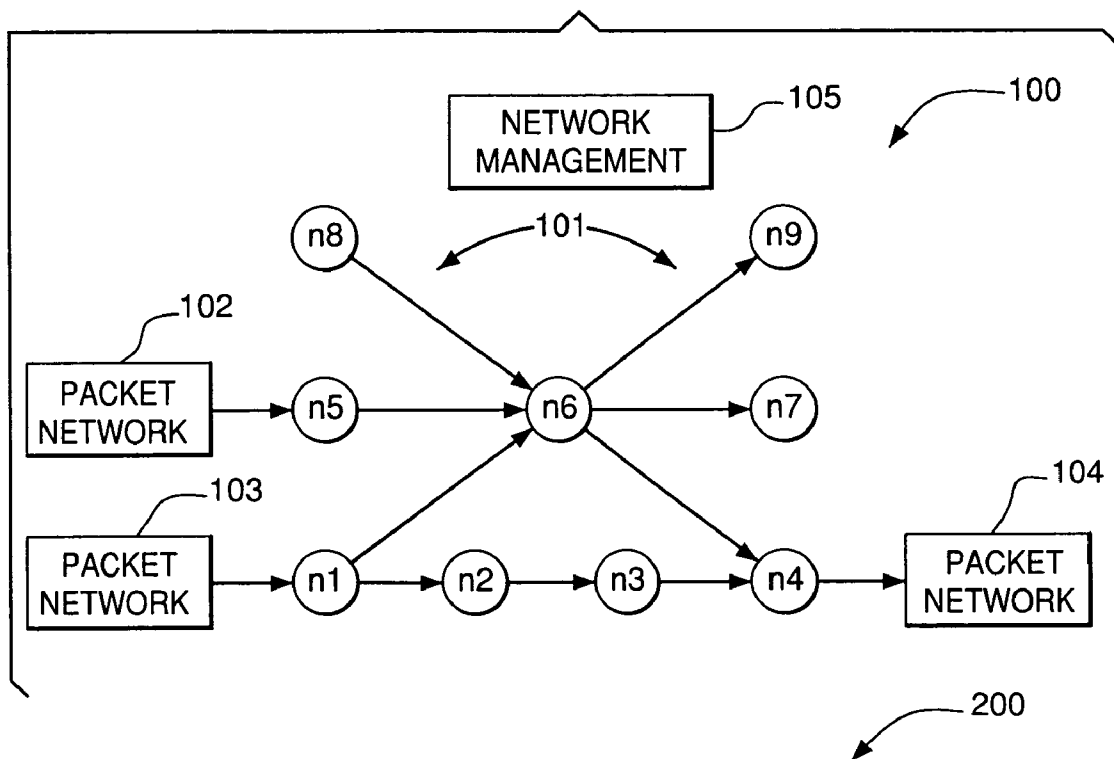 105
100
NETWORK
MANAGEMENT
n8
101
n9
102
PACKET
NETWORK
n5
n6
n7
103
104
PACKET
NETWORK
n1
n2
n3
n4
PACKET
NETWORK
200